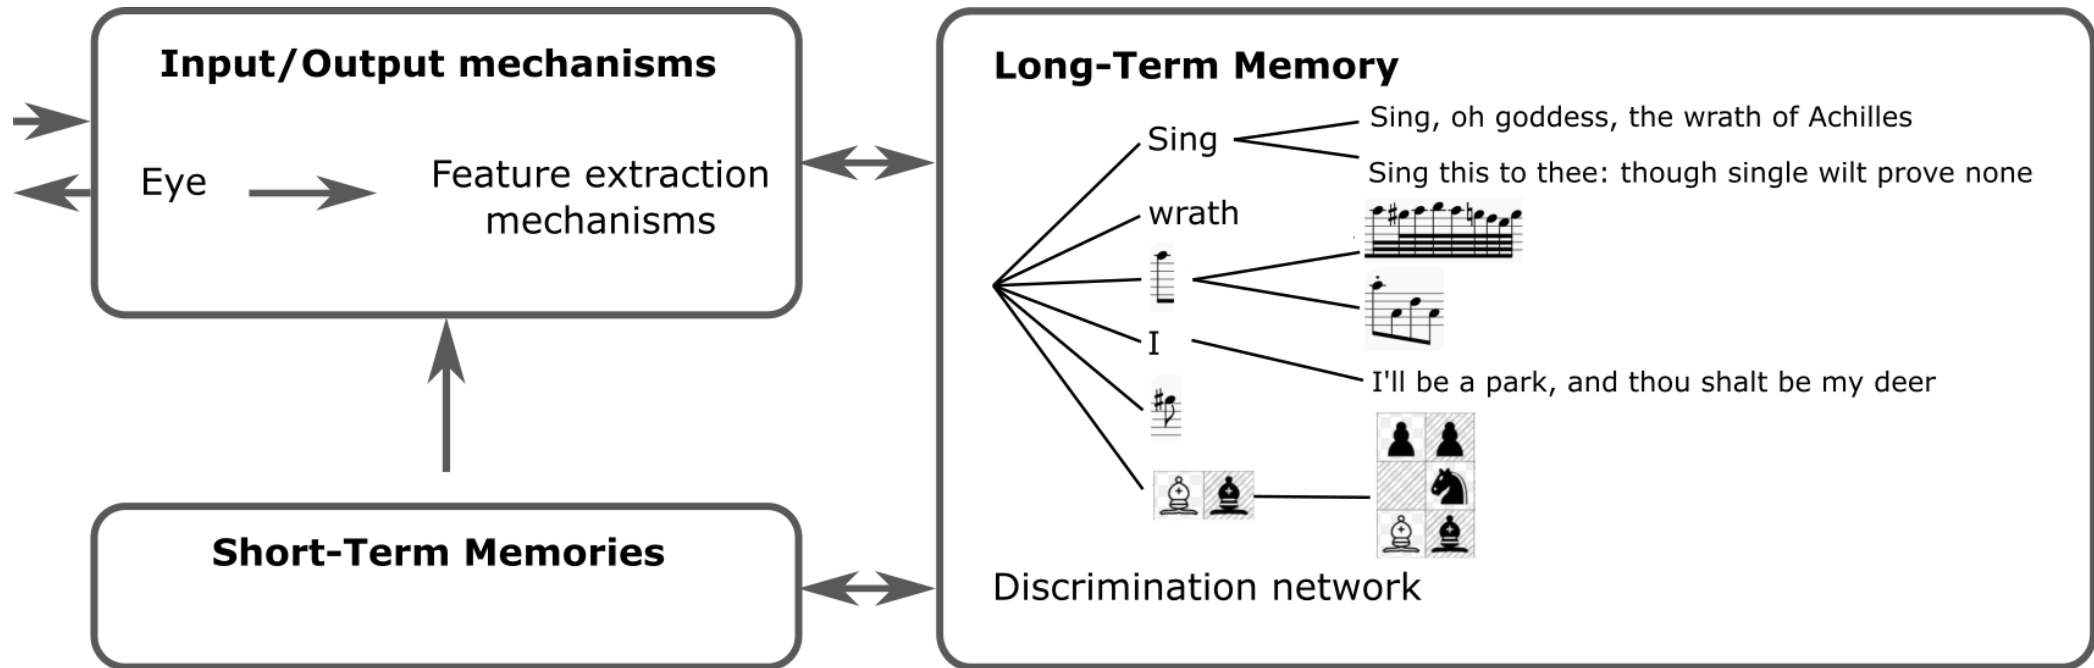 Input/Output mechanisms
Eye
Feature extraction
mechanisms
Short-Term Memories
Long-Term Memory
Sing
Sing, oh goddess, the wrath of Achilles
Sing this to thee: though single wilt prove none
wrath
I
I'll be a park, and thou shalt be my deer
Discrimination network